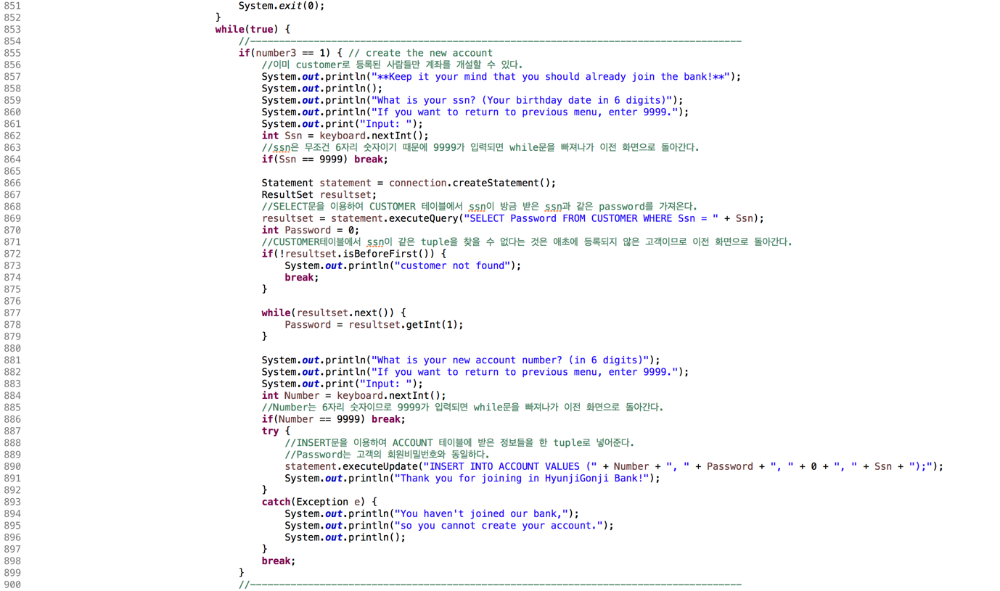 851 System.exit(0);
852 }
853 while(true) {
854 //-------------------------------------------------------------------------------------
855 if(number3 == 1) { // create the new account
856 //이미 customer로 등록된 사람들만 계좌를 개설할 수 있다.
857 System.out.println("**Keep it your mind that you should already join the bank!**");
858 System.out.println();
859 System.out.println("What is your ssn? (Your birthday date in 6 digits)");
860 System.out.println("If you want to return to previous menu, enter 9999.");
861 System.out.print("Input: ");
862 int Ssn = keyboard.nextInt();
863 //ssn은 무조건 6자리 숫자이기 때문에 9999가 입력되면 while문을 빠져나가 이전 화면으로 돌아간다.
864 if(Ssn == 9999) break;
865
866 Statement statement = connection.createStatement();
867 ResultSet resultset;
868 //SELECT문을 이용하여 CUSTOMER 테이블에서 ssn이 방금 받은 ssn과 같은 password를 가져온다.
869 resultset = statement.executeQuery("SELECT Password FROM CUSTOMER WHERE Ssn = " + Ssn);
870 int Password = 0;
871 //CUSTOMER테이블에서 ssn이 같은 tuple을 찾을 수 없다는 것은 애초에 등록되지 않은 고객이므로 이전 화면으로 돌아간다.
872 if(!resultset.isBeforeFirst()) {
873 System.out.println("customer not found");
874 break;
875 }
876
877 while(resultset.next()) {
878 Password = resultset.getInt(1);
879 }
880
881 System.out.println("What is your new account number? (in 6 digits)");
882 System.out.println("If you want to return to previous menu, enter 9999.");
883 System.out.print("Input: ");
884 int Number = keyboard.nextInt();
885 //Number는 6자리 숫자이므로 9999가 입력되면 while문을 빠져나가 이전 화면으로 돌아간다.
886 if(Number == 9999) break;
887 try {
888 //INSERT문을 이용하여 ACCOUNT 테이블에 받은 정보들을 한 tuple로 넣어준다.
889 //Password는 고객의 회원비밀번호와 동일하다.
890 statement.executeUpdate("INSERT INTO ACCOUNT VALUES (" + Number + ", " + Password + ", " + 0 + ", " + Ssn + ");");
891 System.out.println("Thank you for joining in HyunjiGonji Bank!");
892 }
893 catch(Exception e) {
894 System.out.println("You haven't joined our bank,");
895 System.out.println("so you cannot create your account.");
896 System.out.println();
897 }
898 break;
899 }
900 //-------------------------------------------------------------------------------------